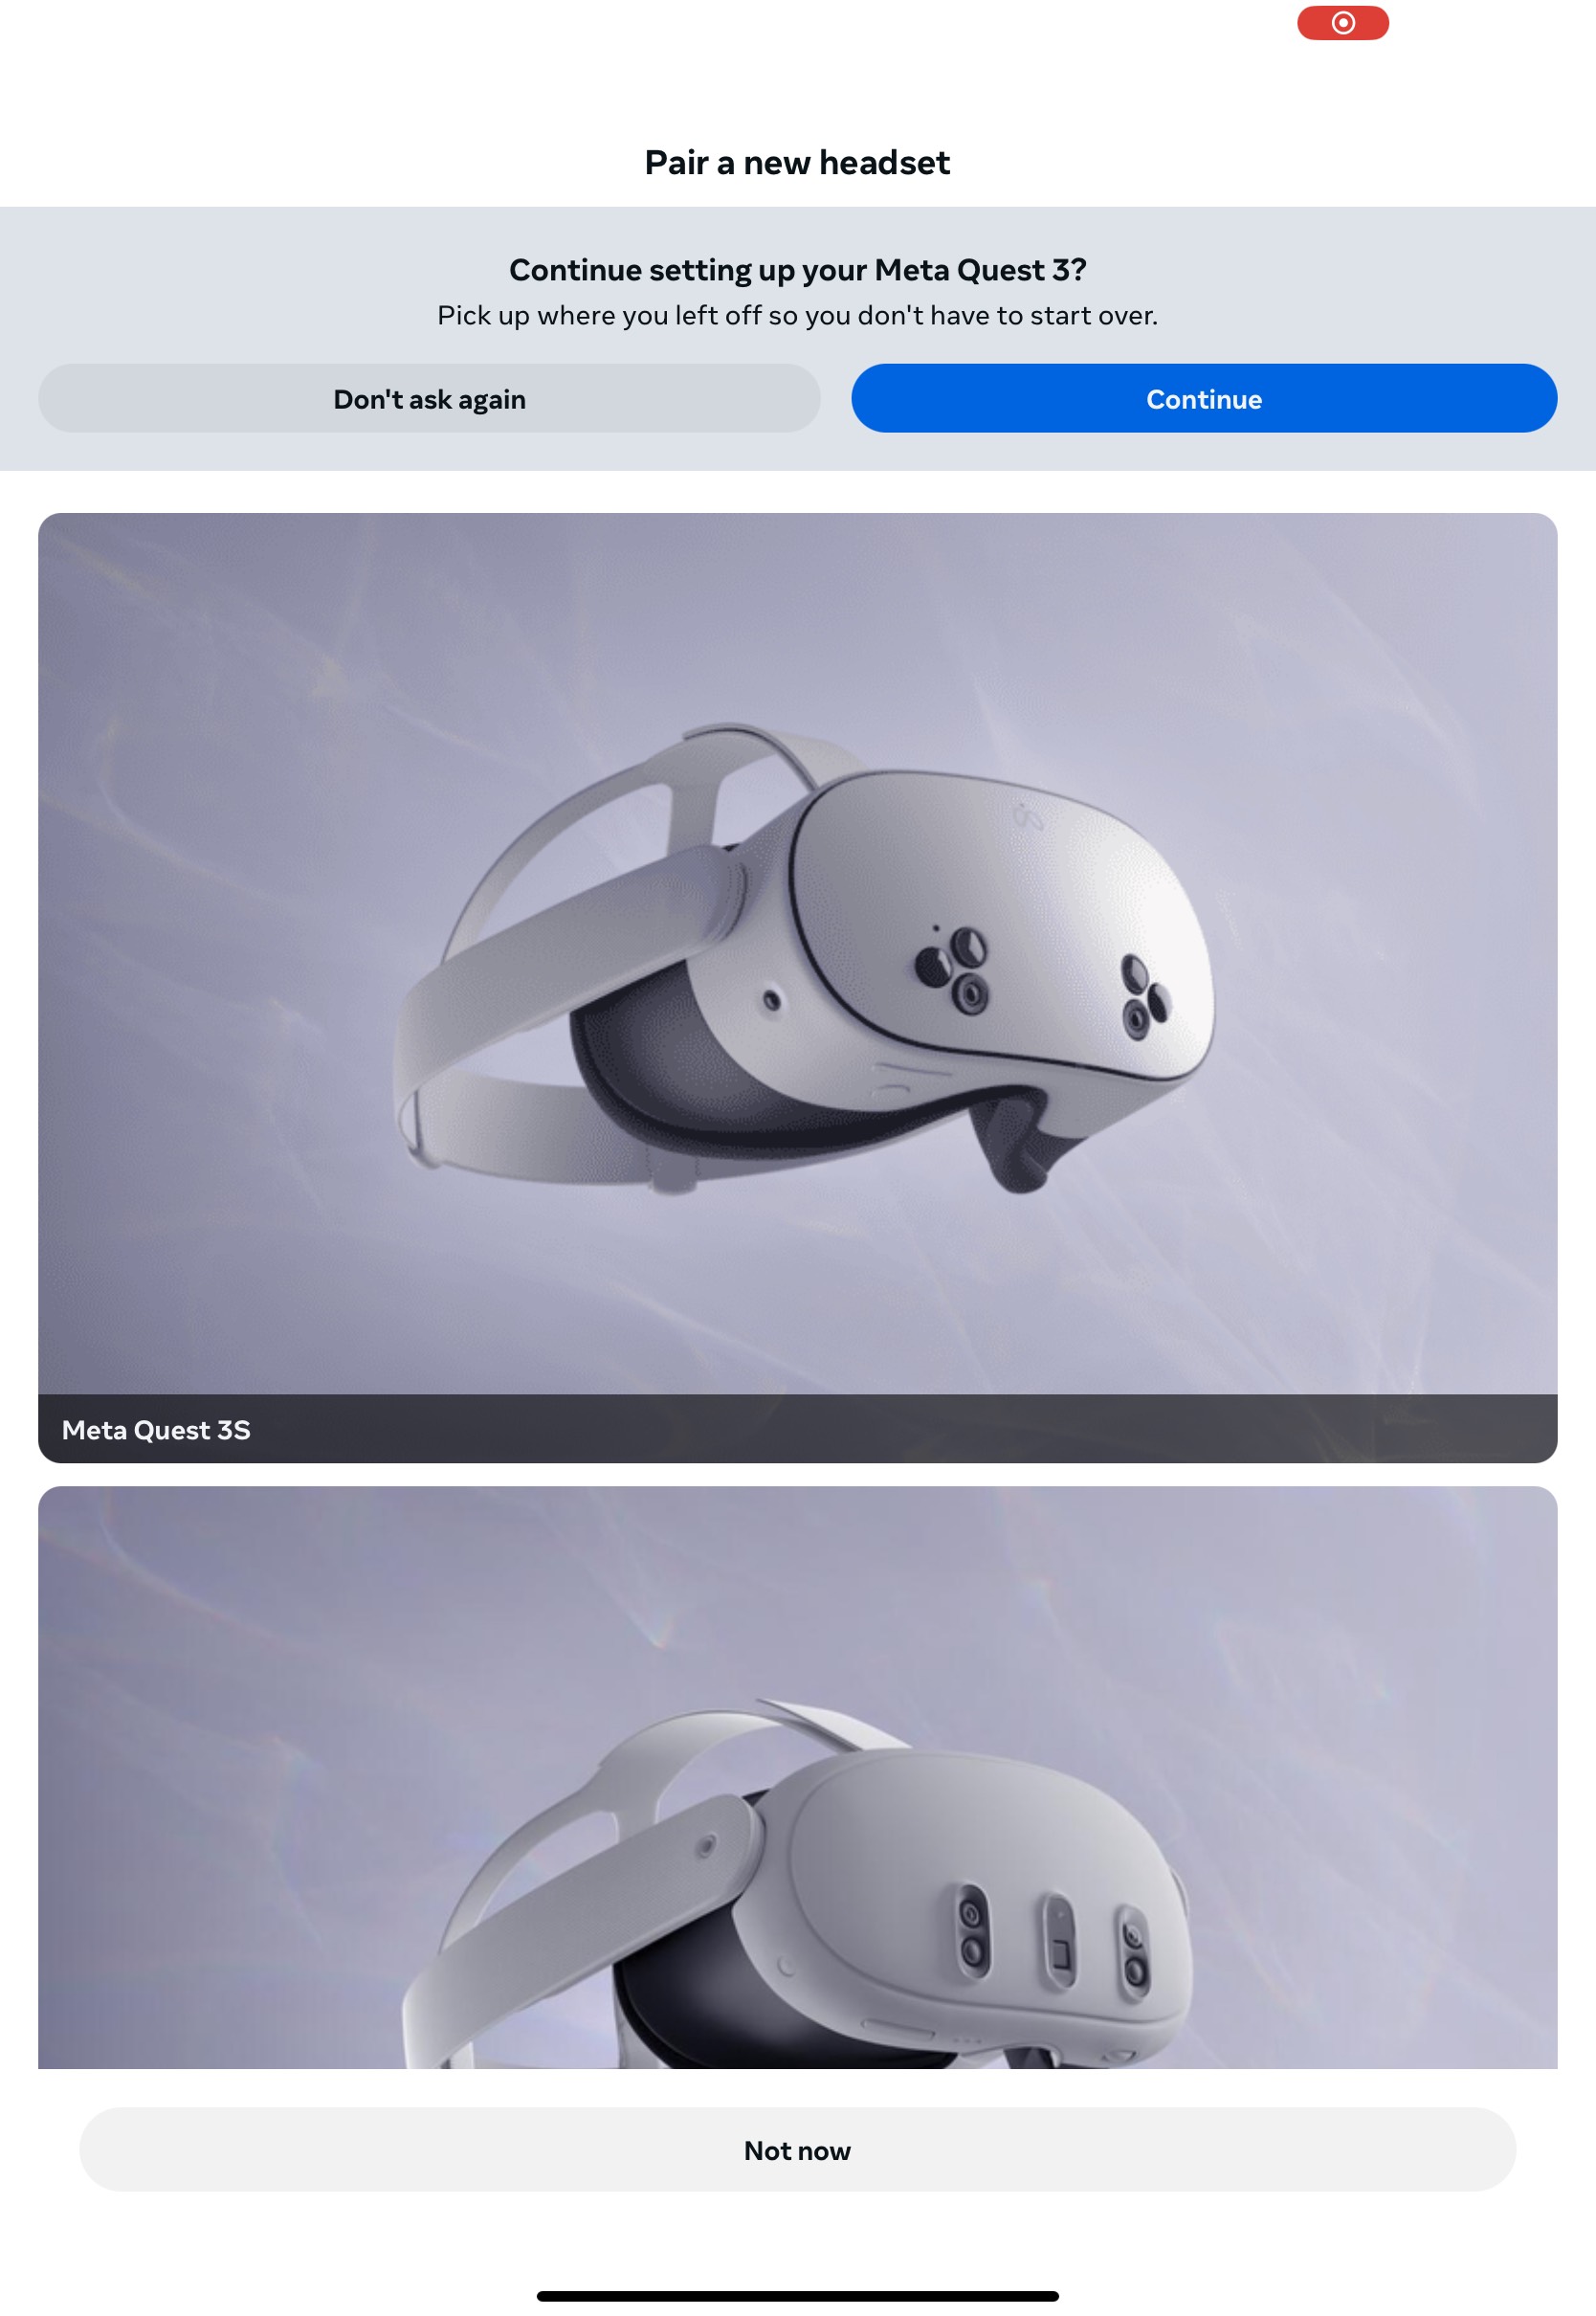 Pair a new headset
Continue setting up your Meta Quest 3?
Pick up where you left off so you don't have to start over.
Don't ask again
Continue
Meta Quest 3S
Not now